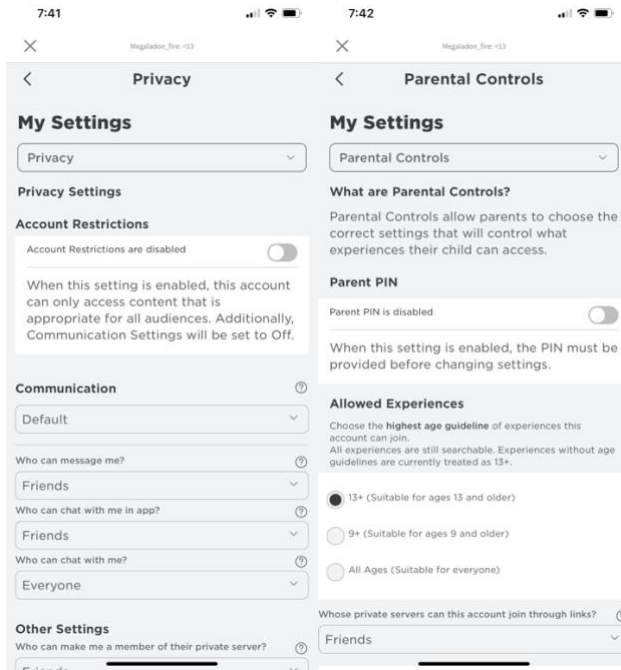 7:41
Megaladon_fire: <13
Privacy
My Settings
Privacy
Privacy Settings
Account Restrictions
Account Restrictions are disabled
When this setting is enabled, this account
can only access content that is
appropriate for all audiences. Additionally,
Communication Settings will be set to Off.
Communication
Default
Who can message me?
Friends
Who can chat with me in app?
Friends
Who can chat with me?
Everyone
Other Settings
Who can make me a member of their private server?
Friends
7:42
Megaladon_fire: <13
Parental Controls
My Settings
Parental Controls
What are Parental Controls?
Parental Controls allow parents to choose the
correct settings that will control what
experiences their child can access.
Parent PIN
Parent PIN is disabled
When this setting is enabled, the PIN must be
provided before changing settings.
Allowed Experiences
Choose the highest age guideline of experiences this
account can join.
All experiences are still searchable. Experiences without age
guidelines are currently treated as 13+.
13+ (Suitable for ages 13 and older)
9+ (Suitable for ages 9 and older)
All Ages (Suitable for everyone)
Whose private servers can this account join through links?
Friends